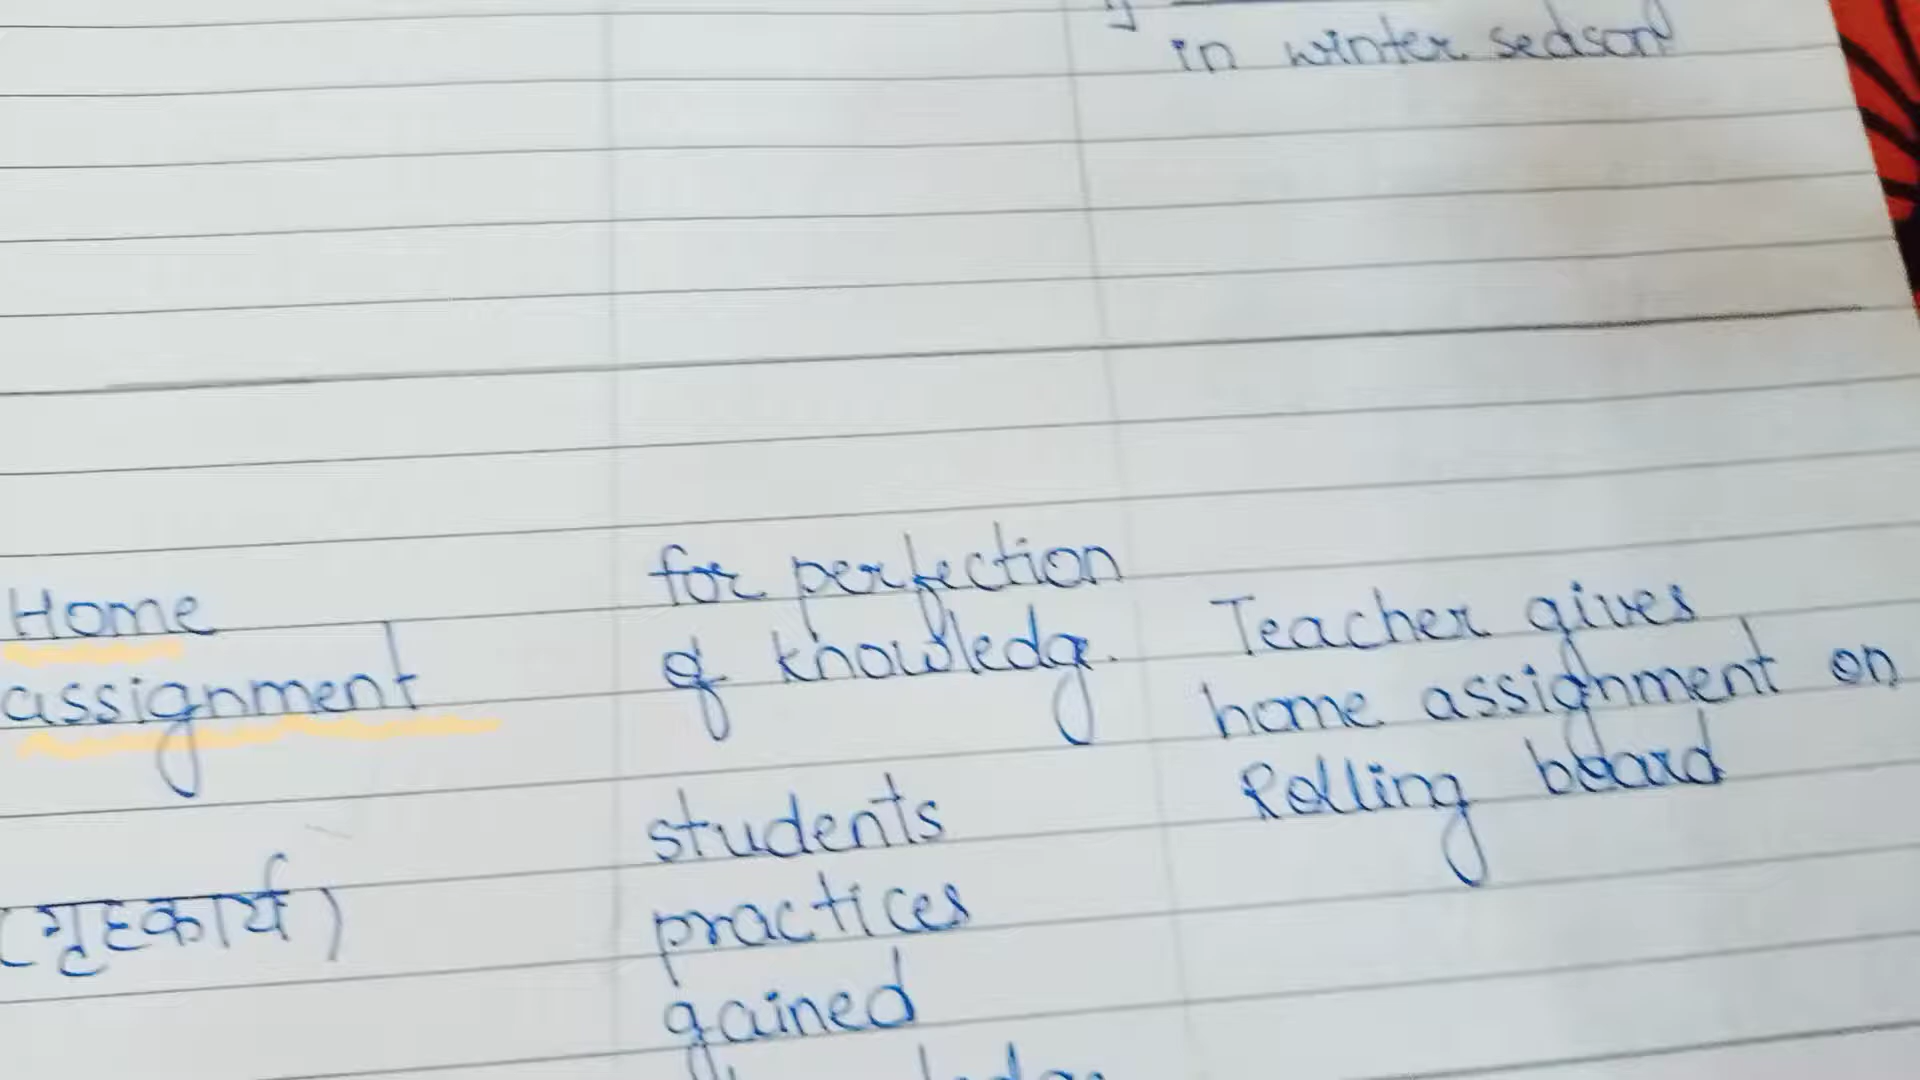 in winter season
Home
assignment
(गृहकार्य)
for perfection
of knowledge.
students
practices
gained
Teacher gives
home assignment on
Rolling board